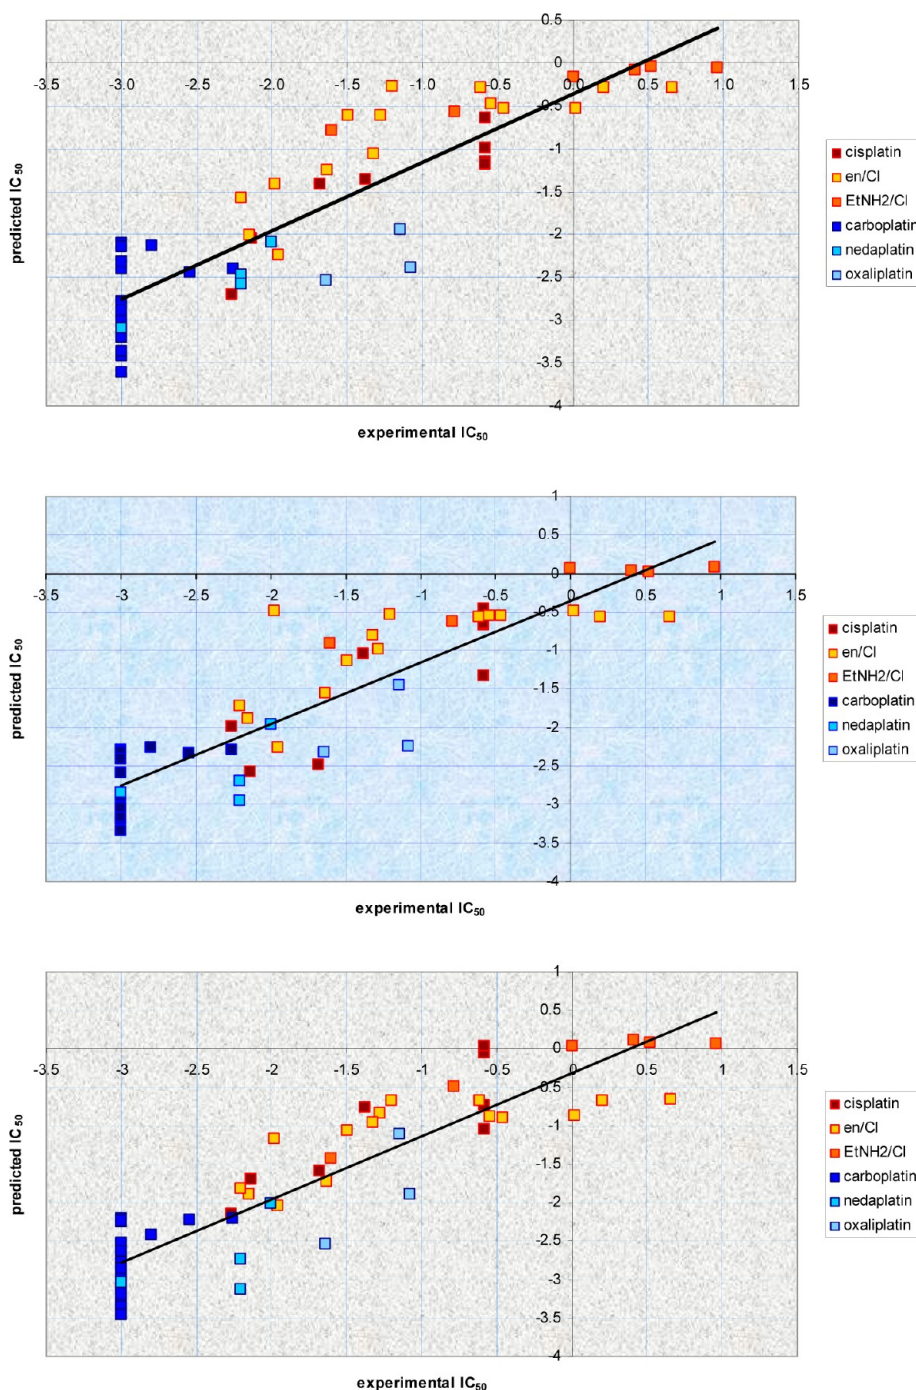 0.5
0
-3.5 -3.0 -2.5 -2.0 -1.5 -1.0 -0.5 0.0 0.5 1.0 1.5
-0.5
-1
-1.5
-2
-2.5
-3
-3.5
-4
predicted IC50
experimental IC50
cisplatin
en/Cl
EtNH2/Cl
carboplatin
nedaplatin
oxaliplatin
1
0.5
0
-3.5 -3 -2.5 -2 -1.5 -1 -0.5 0 0.5 1 1.5
-0.5
-1
-1.5
-2
-2.5
-3
-3.5
-4
predicted IC50
experimental IC50
cisplatin
en/Cl
EtNH2/Cl
carboplatin
nedaplatin
oxaliplatin
1
0.5
0
-3.5 -3 -2.5 -2 -1.5 -1 -0.5 0 0.5 1 1.5
-0.5
-1
-1.5
-2
-2.5
-3
-3.5
-4
predicted IC50
experimental IC50
cisplatin
en/Cl
EtNH2/Cl
carboplatin
nedaplatin
oxaliplatin